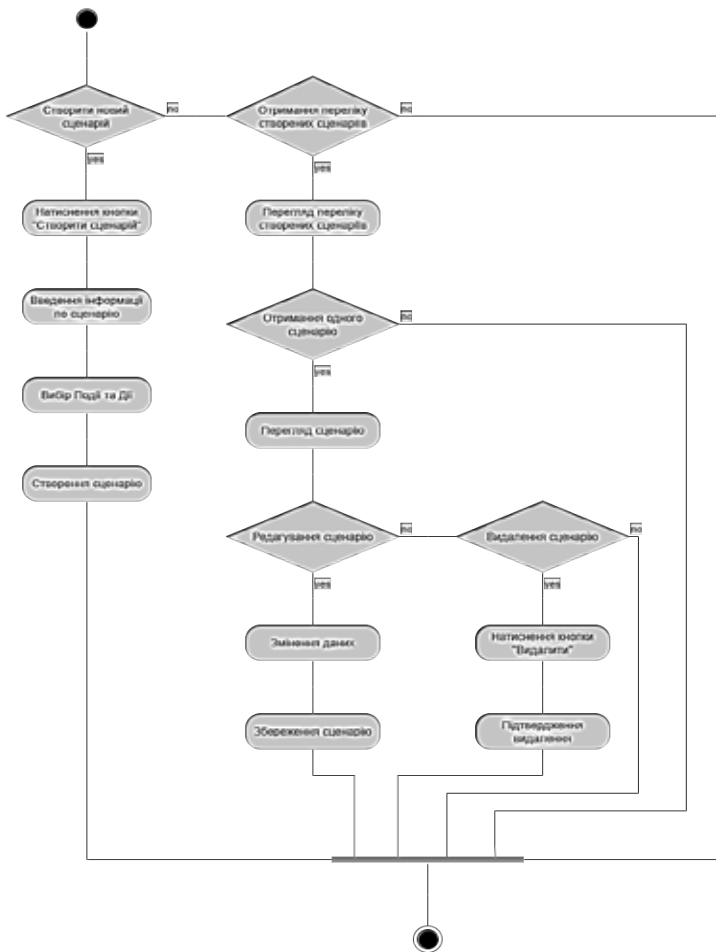 Створити новий
сценарій
no
Отримання переліку
створених сценаріїв
no
yes
yes
Натиснення кнопки
"Створити сценарій"
Перегляд переліку
створених сценаріїв
Введення інформації
по сценарію
Отримання одного
сценарію
no
yes
Вибір Події та Дії
Перегляд сценарію
Створення сценарію
Редагування сценарію
no
Видалення сценарію
no
yes
yes
Змінення даних
Натиснення кнопки
"Видалити"
Збереження сценарію
Підтвердження
видалення